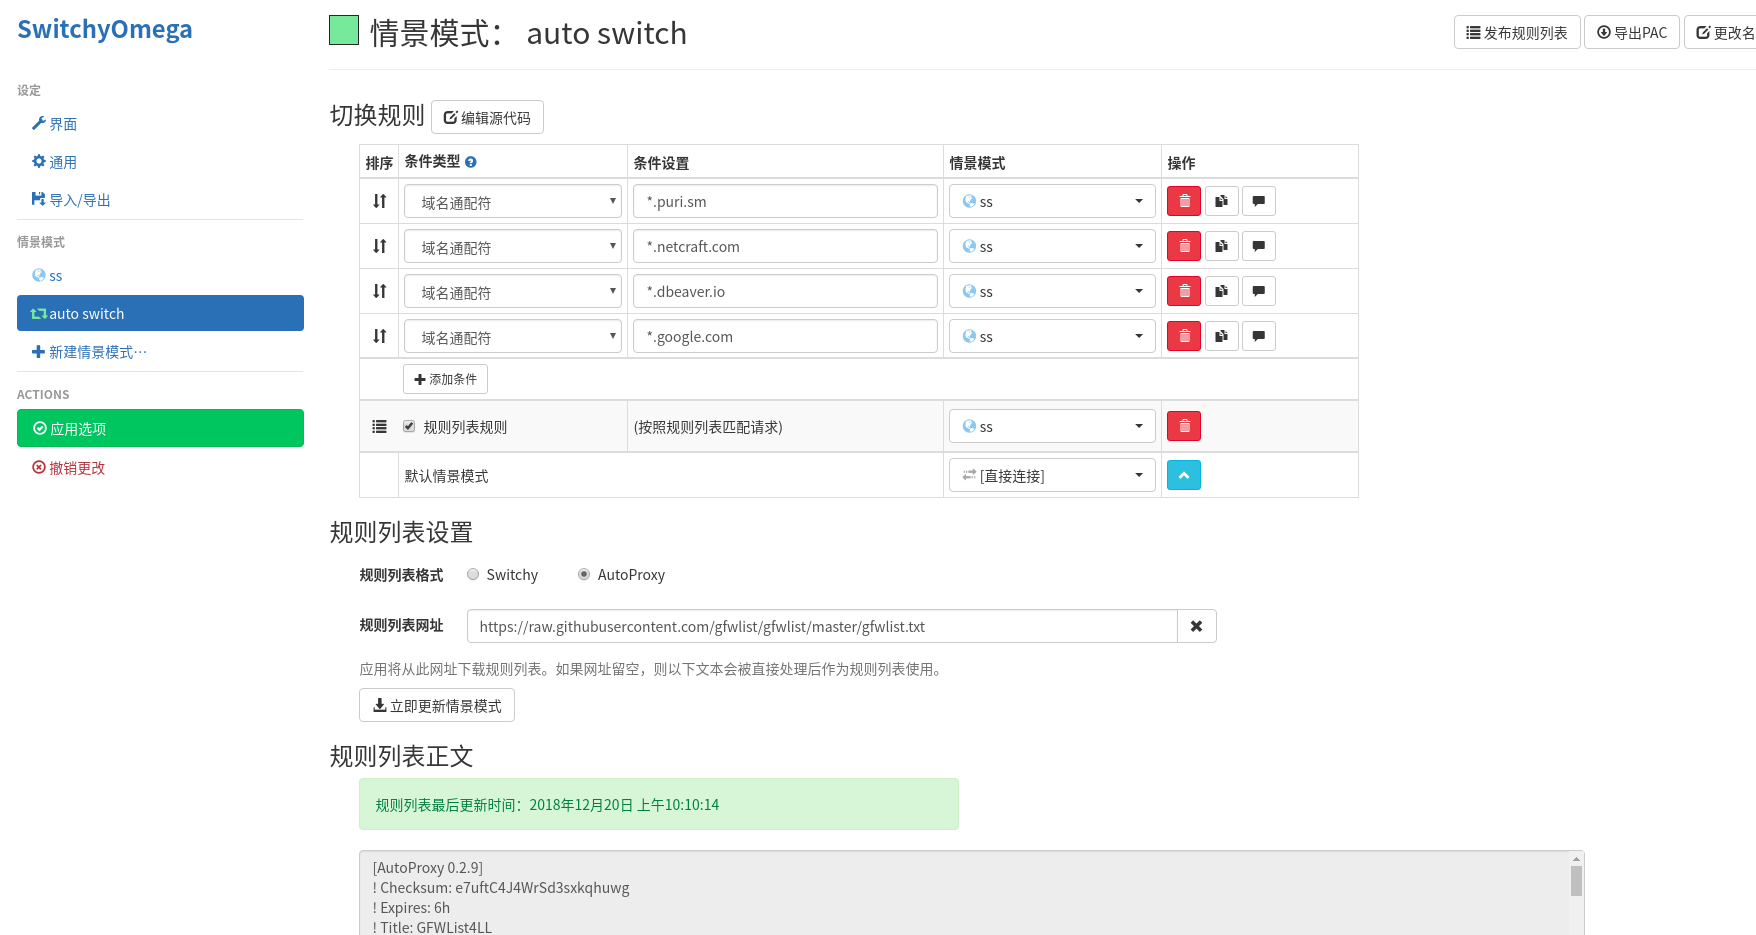 SwitchyOmega
设定
界面
通用
导入/导出
情景模式
ss
auto switch
新建情景模式…
ACTIONS
应用选项
撤销更改
情景模式： auto switch
发布规则列表 导出PAC 更改名
切换规则 编辑源代码
排序 条件类型 条件设置 情景模式 操作
域名通配符 *.puri.sm ss
域名通配符 *.netcraft.com ss
域名通配符 *.dbeaver.io ss
域名通配符 *.google.com ss
添加条件
规则列表规则 (按照规则列表匹配请求) ss
默认情景模式 [直接连接]
规则列表设置
规则列表格式 Switchy AutoProxy
规则列表网址 https://raw.githubusercontent.com/gfwlist/gfwlist/master/gfwlist.txt
应用将从此网址下载规则列表。如果网址留空，则以下文本会被直接处理后作为规则列表使用。
立即更新情景模式
规则列表正文
规则列表最后更新时间：2018年12月20日 上午10:10:14
[AutoProxy 0.2.9]
! Checksum: e7uftC4J4WrSd3sxkqhuwg
! Expires: 6h
! Title: GFWList4LL